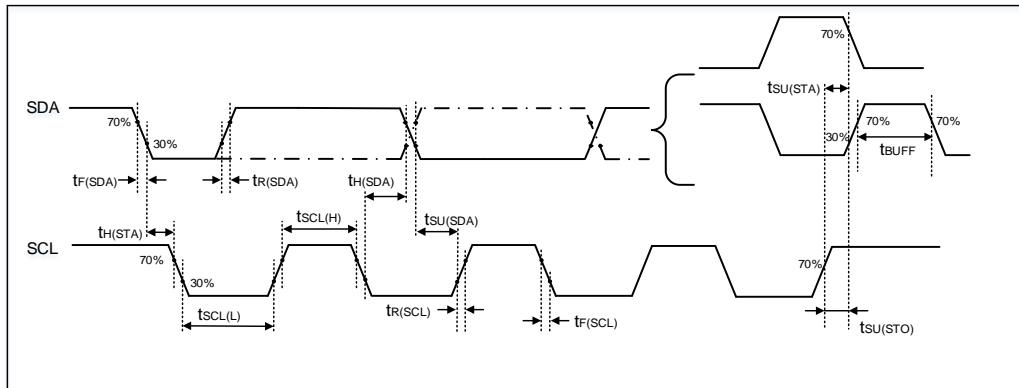 70%
tSU(STA)
SDA
70%
30%
30%
70%
70%
tBUFF
tF(SDA)
tR(SDA)
tH(SDA)
tH(STA)
tSCL(H)
tSU(SDA)
SCL
70%
30%
70%
tSCL(L)
tR(SCL)
tF(SCL)
tSU(STO)